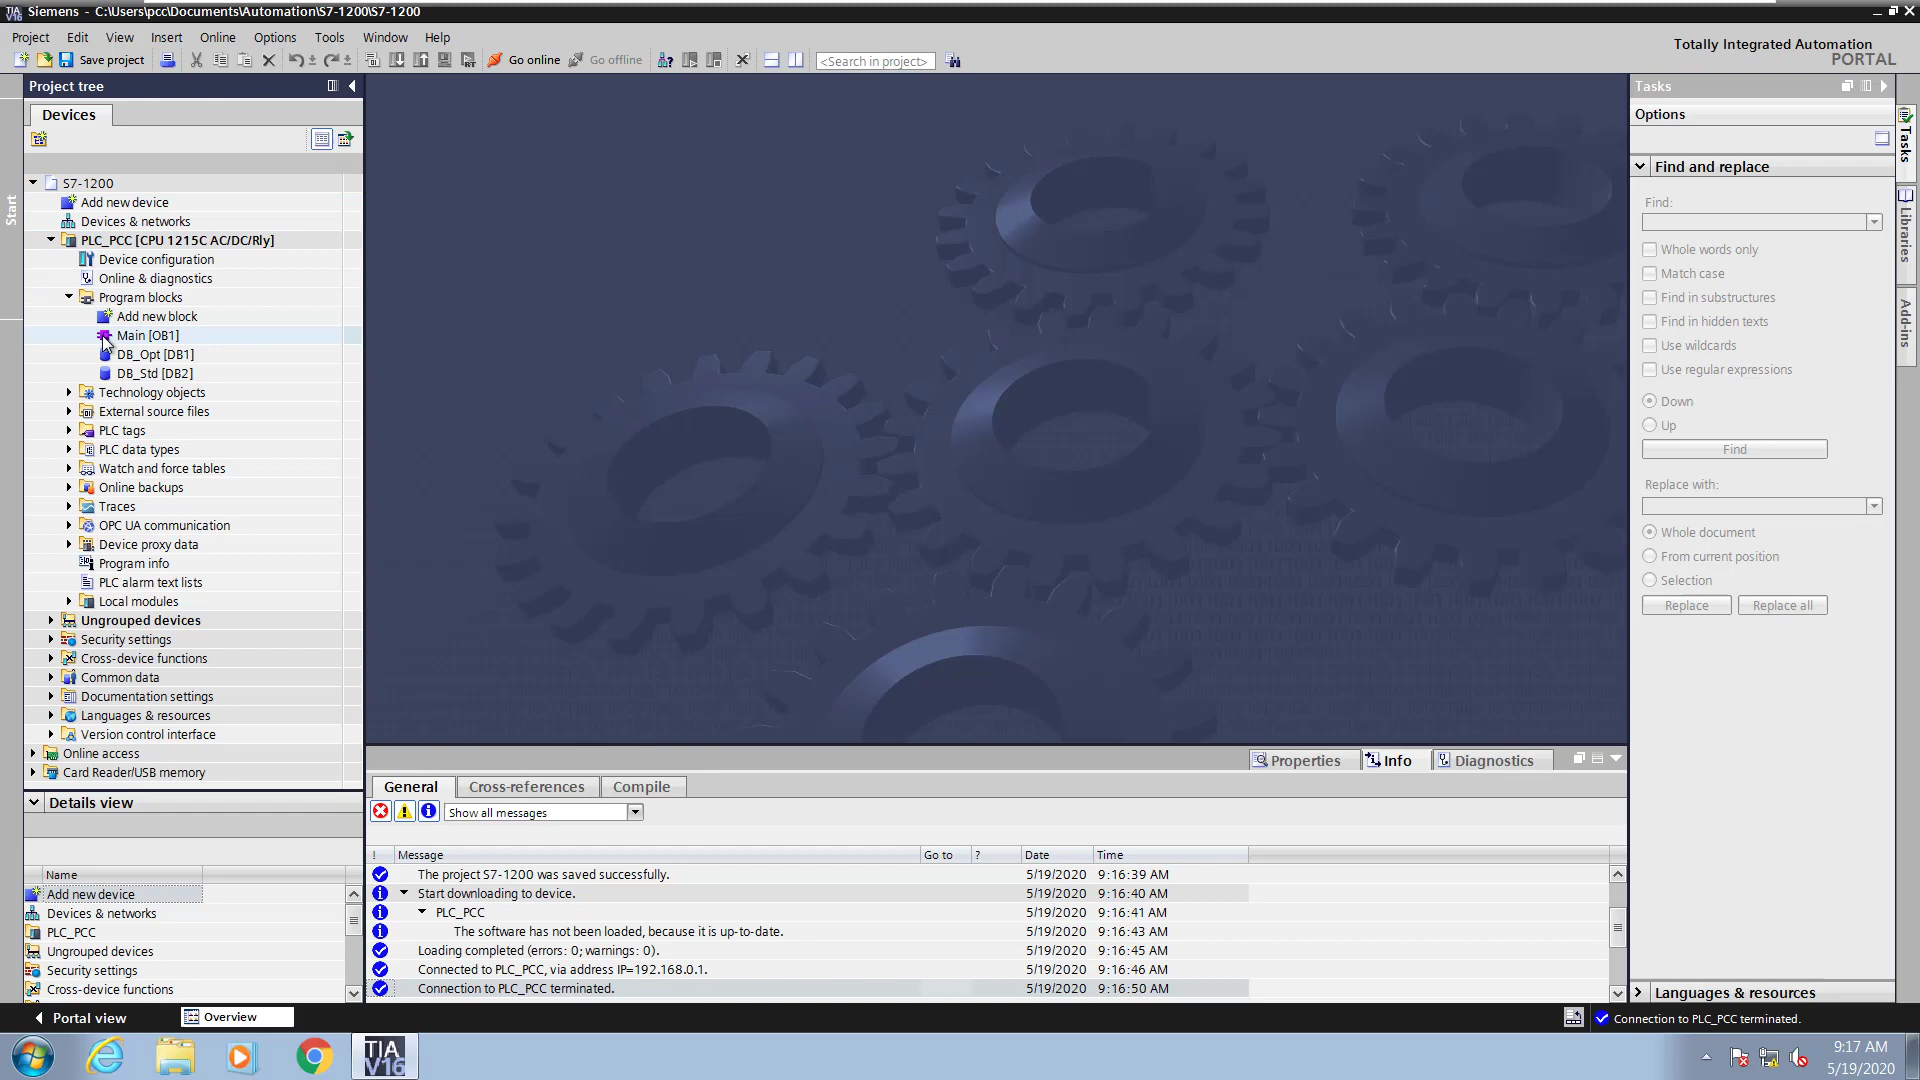 Siemens - C:\Users\pcc\Documents\Automation\S7-1200\S7-1200
Project Edit View Insert Online Options Tools Window Help
Totally Integrated Automation
PORTAL
Save project
Go online
Go offline
<Search in project>
Project tree
Devices
Start
S7-1200
Add new device
Devices & networks
PLC_PCC [CPU 1215C AC/DC/Rly]
Device configuration
Online & diagnostics
Program blocks
Add new block
Main [OB1]
DB_Opt [DB1]
DB_Std [DB2]
Technology objects
External source files
PLC tags
PLC data types
Watch and force tables
Online backups
Traces
OPC UA communication
Device proxy data
Program info
PLC alarm text lists
Local modules
Ungrouped devices
Security settings
Cross-device functions
Common data
Documentation settings
Languages & resources
Version control interface
Online access
Card Reader/USB memory
Details view
Name
Add new device
Devices & networks
PLC_PCC
Ungrouped devices
Security settings
Cross-device functions
Properties
Info
Diagnostics
General
Cross-references
Compile
Show all messages
! Message Go to ? Date Time
The project S7-1200 was saved successfully. 5/19/2020 9:16:39 AM
Start downloading to device. 5/19/2020 9:16:40 AM
PLC_PCC 5/19/2020 9:16:41 AM
The software has not been loaded, because it is up-to-date. 5/19/2020 9:16:43 AM
Loading completed (errors: 0; warnings: 0). 5/19/2020 9:16:45 AM
Connected to PLC_PCC, via address IP=192.168.0.1. 5/19/2020 9:16:46 AM
Connection to PLC_PCC terminated. 5/19/2020 9:16:50 AM
Tasks
Options
Find and replace
Find:
Whole words only
Match case
Find in substructures
Find in hidden texts
Use wildcards
Use regular expressions
Down
Up
Find
Replace with:
Whole document
From current position
Selection
Replace
Replace all
Languages & resources
Tasks
Libraries
Add-ins
Portal view
Overview
Connection to PLC_PCC terminated.
TIA
V16
9:17 AM
5/19/2020